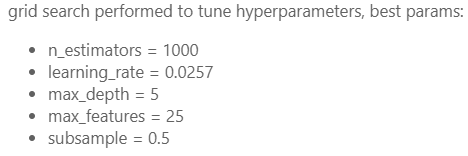 grid search performed to tune hyperparameters, best params:
• n_estimators = 1000
• learning_rate = 0.0257
• max_depth = 5
• max_features = 25
• subsample = 0.5